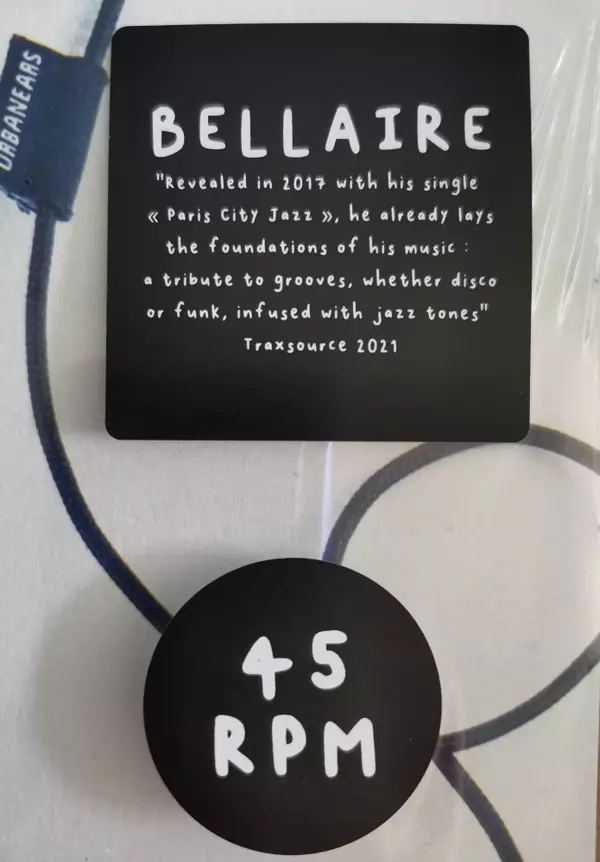 URBANEARS
BELLAIRE
"Revealed in 2017 with his single
« Paris City Jazz », he already lays
the foundations of his music :
a tribute to grooves, whether disco
or funk, infused with jazz tones"
Traxsource 2021
45
RPM